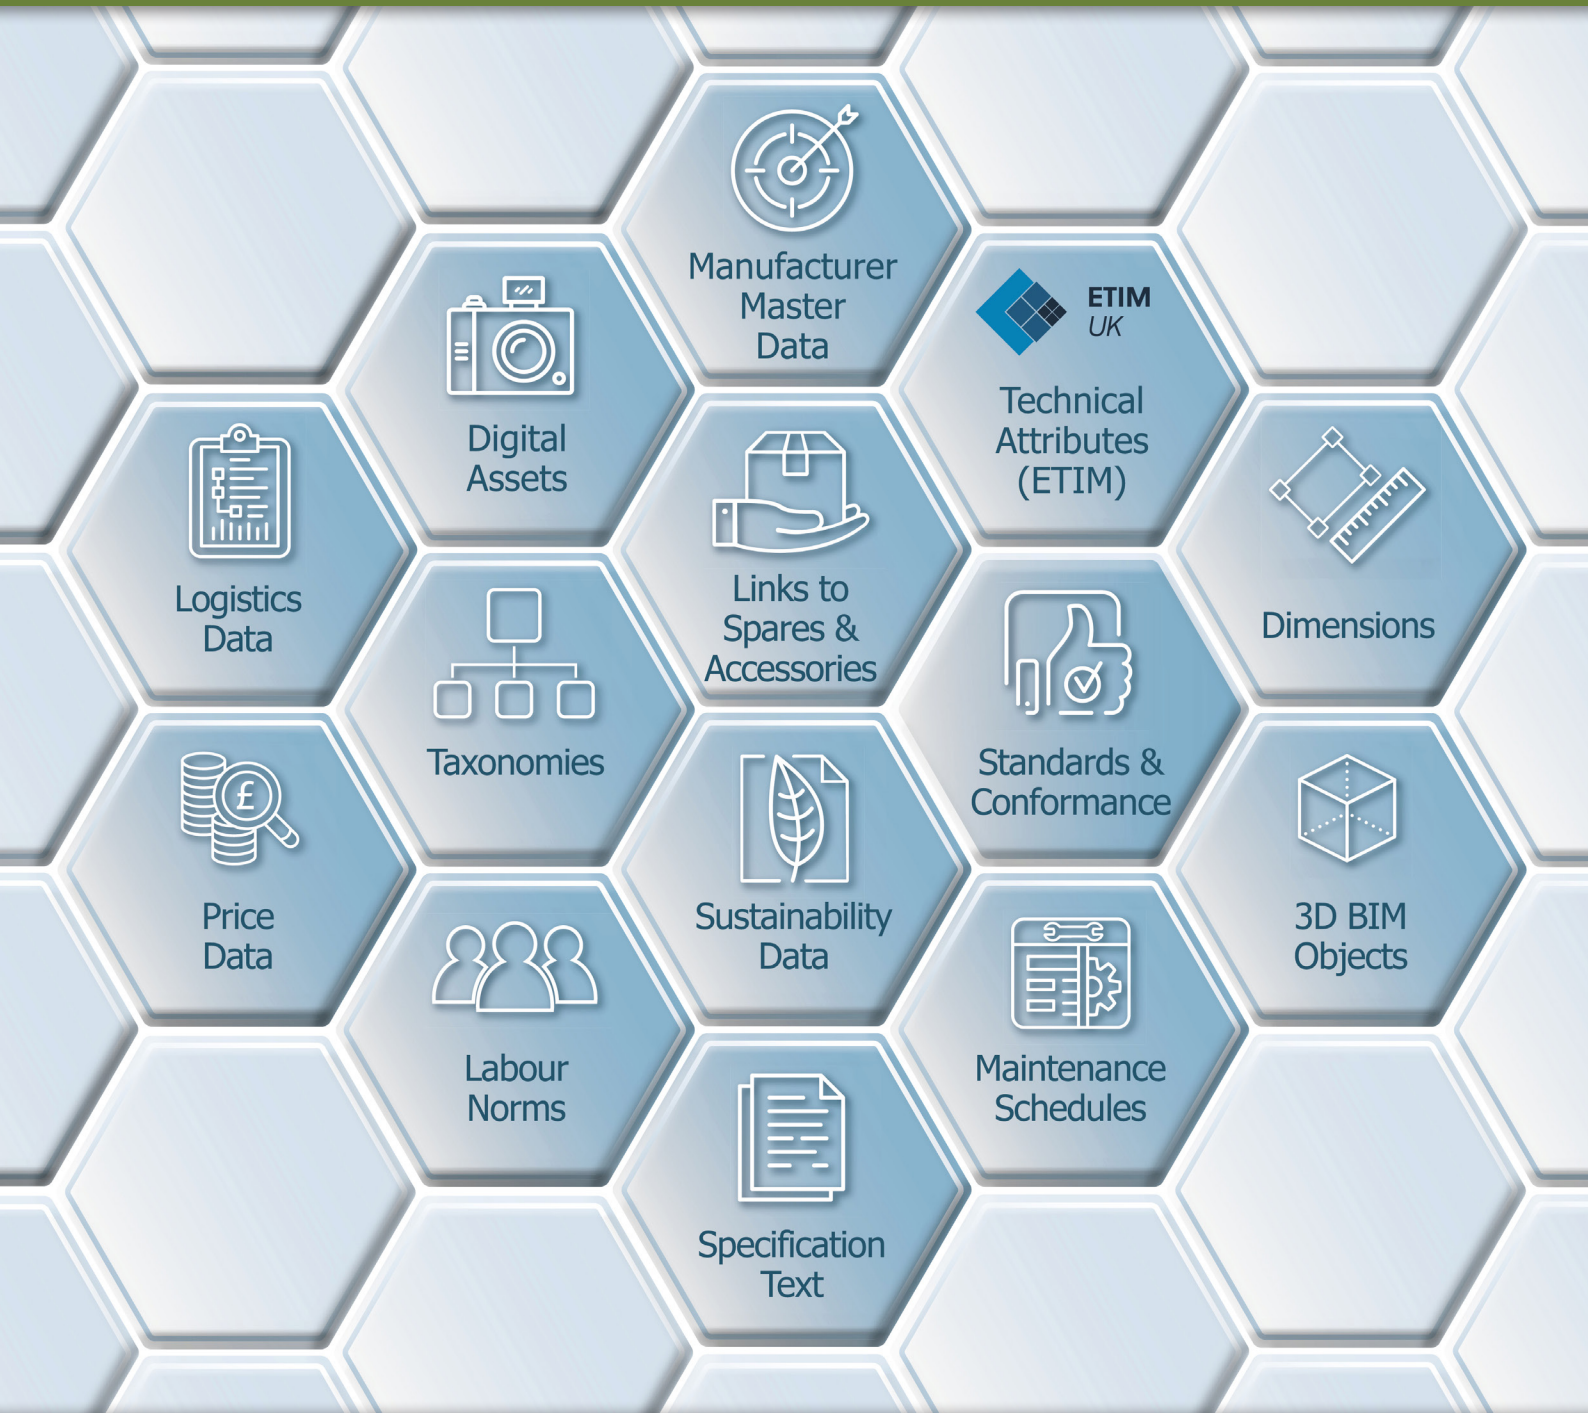 Manufacturer
Master
Data
Digital
Assets
ETIM
UK
Technical
Attributes
(ETIM)
Logistics
Data
Links to
Spares &
Accessories
Dimensions
Taxonomies
Standards &
Conformance
£
Price
Data
Sustainability
Data
3D BIM
Objects
Labour
Norms
Maintenance
Schedules
Specification
Text